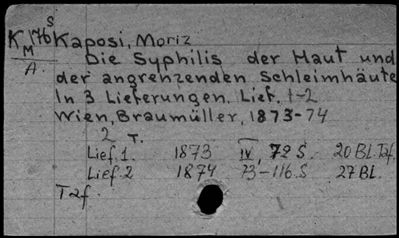 K M 176 S Kaposi, Moriz
A. Die Syphilis der Haut und
der angrenzenden Schleimhäute
In 3 Lieferungen. Lief. 1-2
Wien, Braumüller, 1873-74
2 T.
Lief. 1. 1873 IV, 72 S. 20 Bl. Taf.
Lief. 2 1874 73-116 S 27 BL.
Taf.